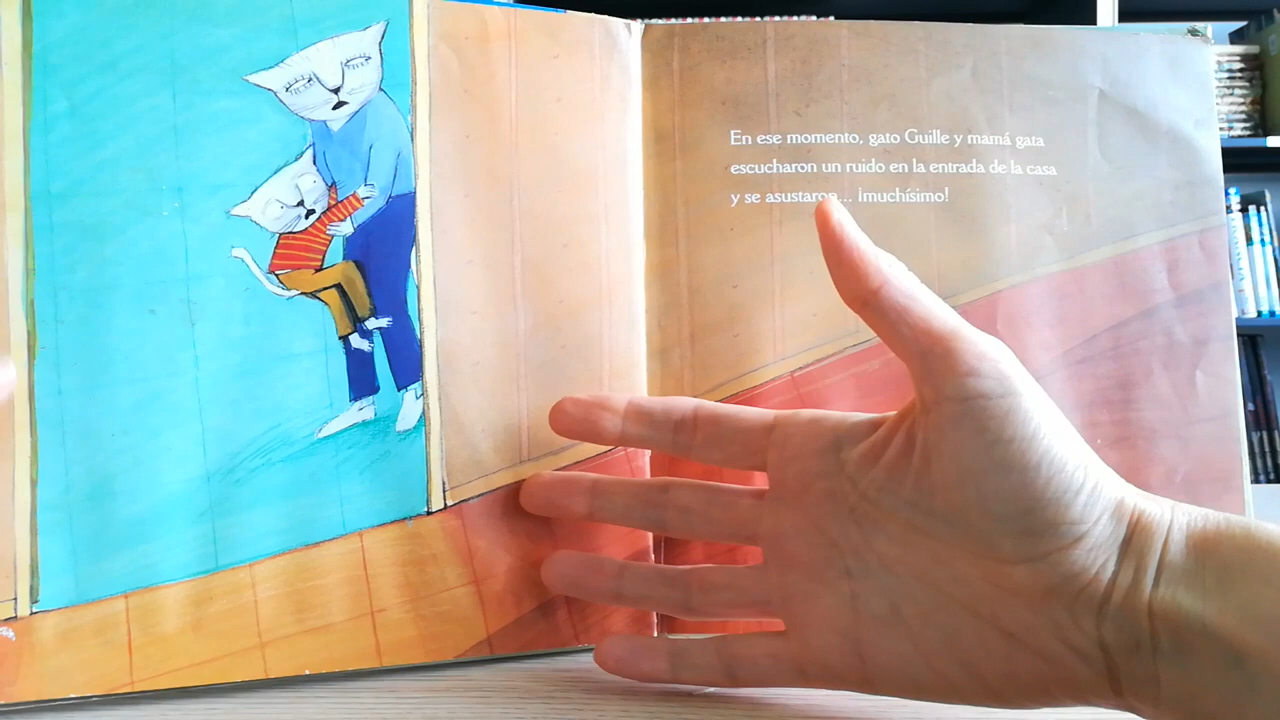 En ese momento, gato Guille y mamá gata
escucharon un ruido en la entrada de la casa
y se asustaron... ¡muchísimo!